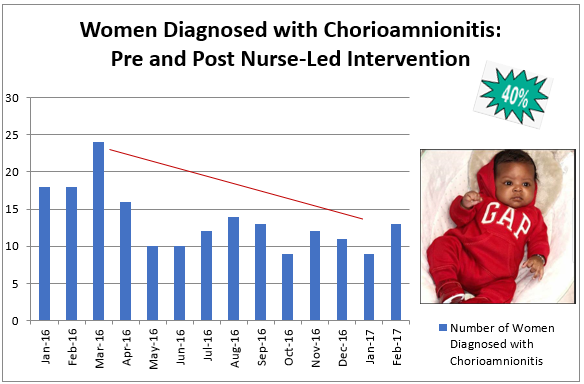 Women Diagnosed with Chorioamnionitis:
Pre and Post Nurse-Led Intervention
40%
30
25
20
15
10
5
0
Jan-16
Feb-16
Mar-16
Apr-16
May-16
Jun-16
Jul-16
Aug-16
Sep-16
Oct-16
Nov-16
Dec-16
Jan-17
Feb-17
GAP
Number of Women
Diagnosed with
Chorioamnionitis